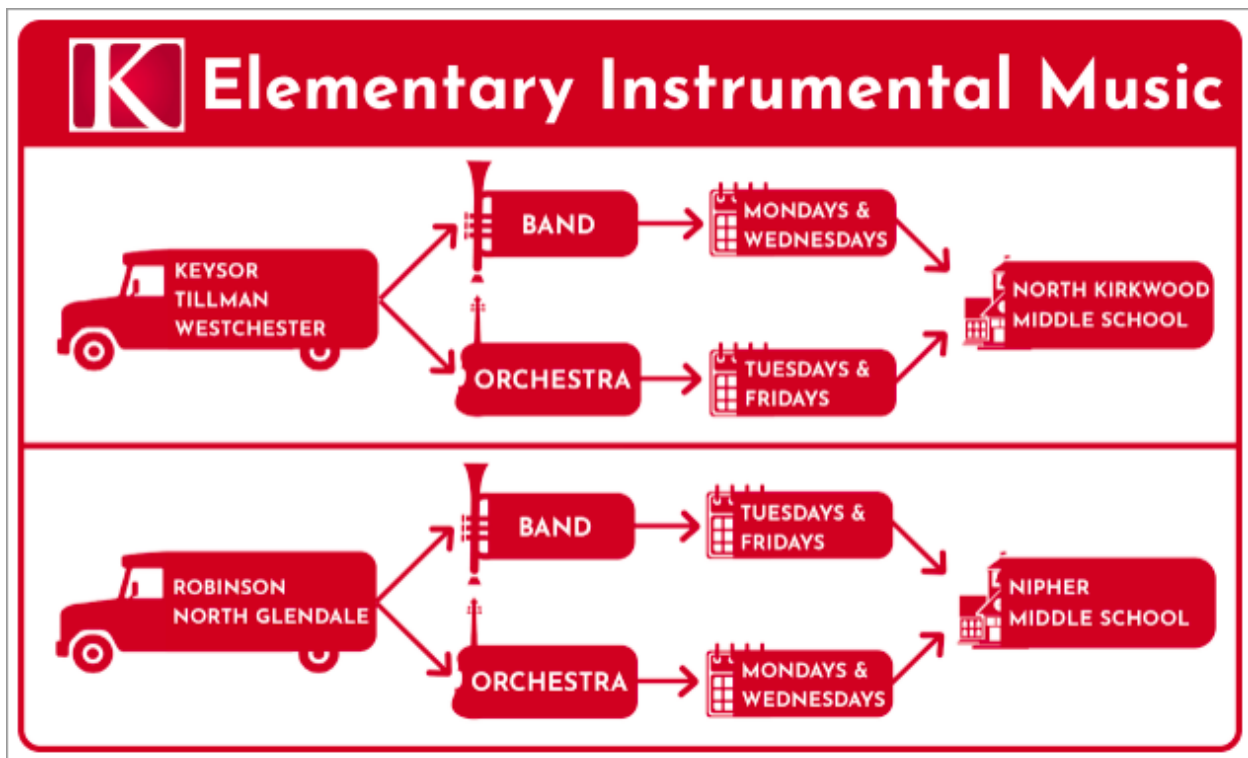 K Elementary Instrumental Music
KEYSOR
TILLMAN
WESTCHESTER
BAND
MONDAYS &
WEDNESDAYS
ORCHESTRA
TUESDAYS &
FRIDAYS
NORTH KIRKWOOD
MIDDLE SCHOOL
ROBINSON
NORTH GLENDALE
BAND
TUESDAYS &
FRIDAYS
ORCHESTRA
MONDAYS &
WEDNESDAYS
NIPHER
MIDDLE SCHOOL